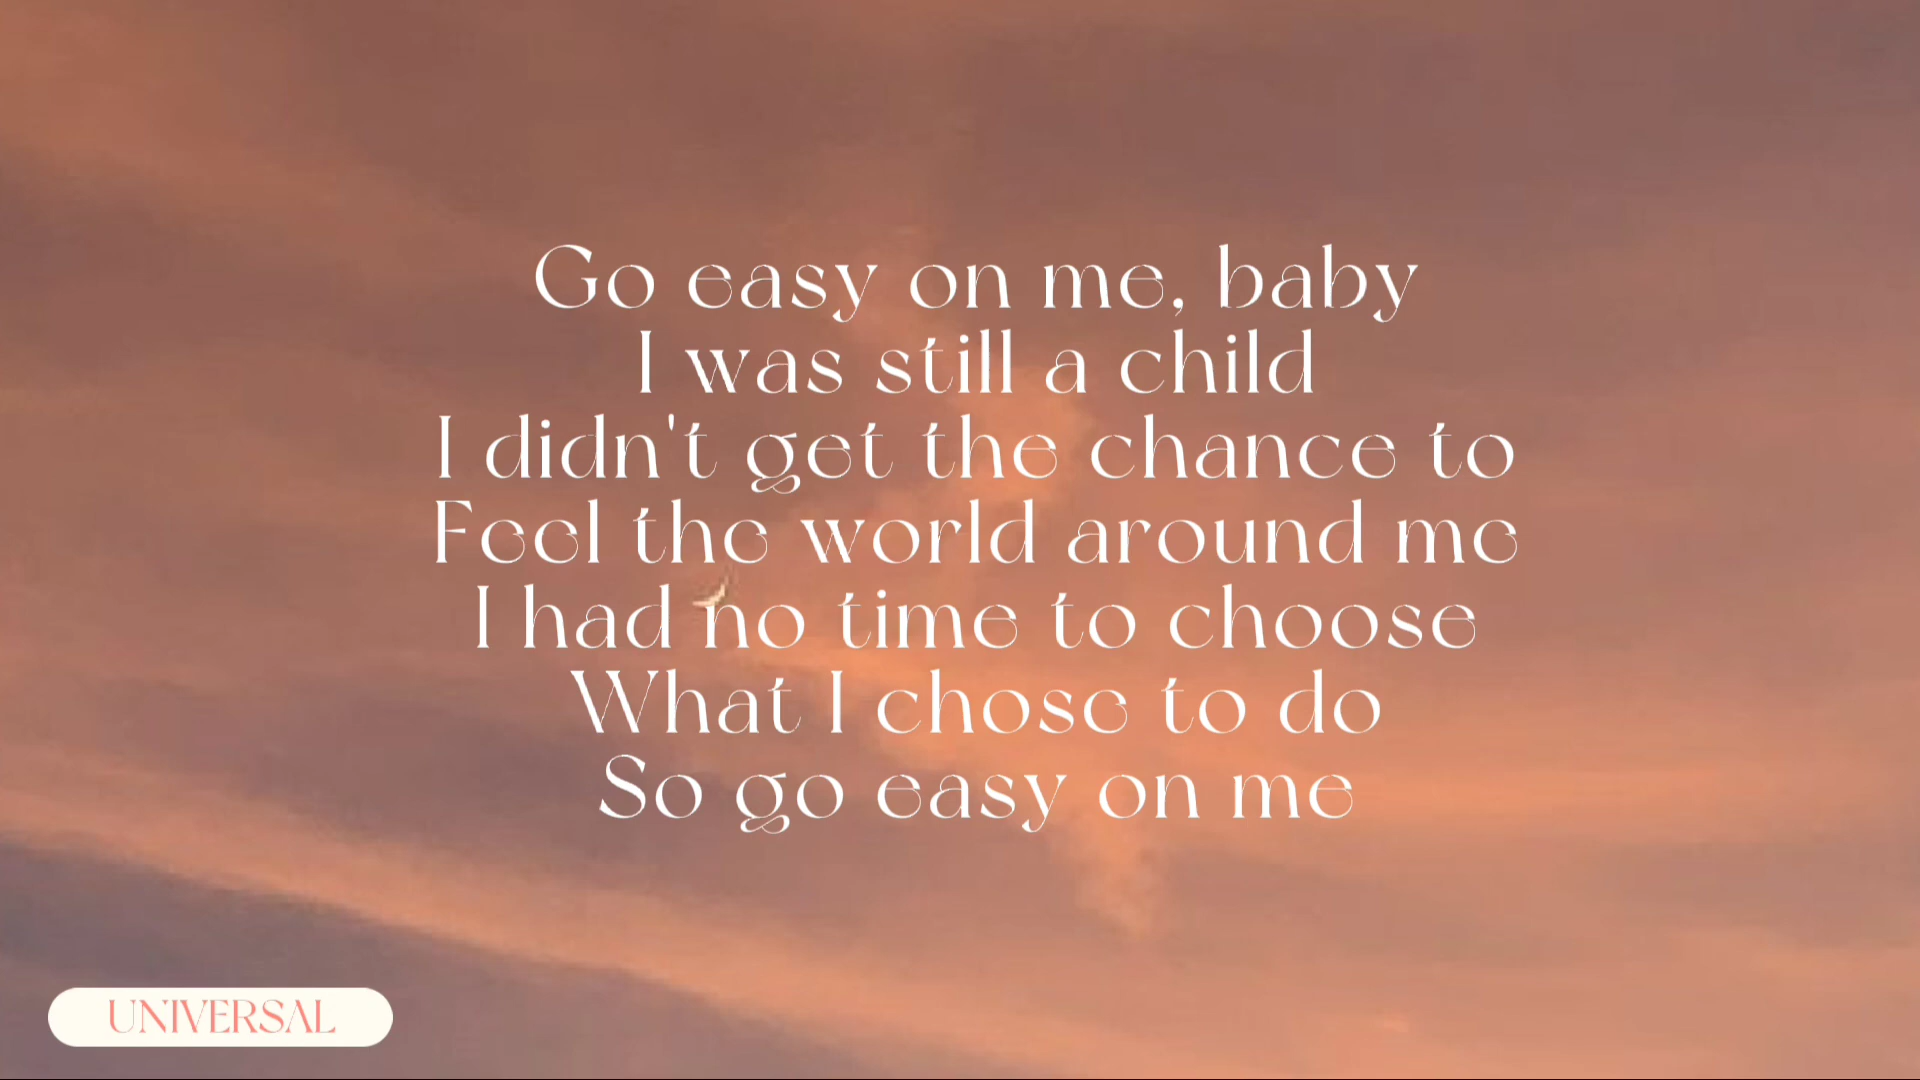 Go easy on me, baby
I was still a child
I didn't get the chance to
Feel the world around me
I had no time to choose
What I chose to do
So go easy on me
UNIVERSAL